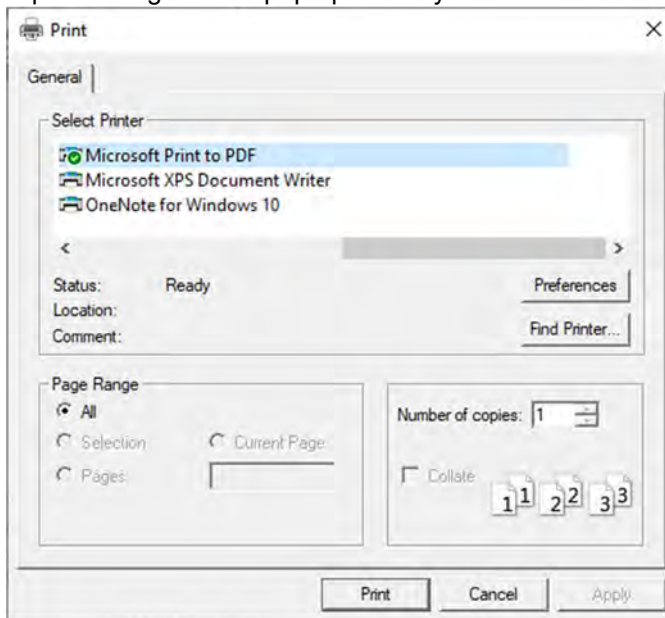 Print
General
Select Printer
Microsoft Print to PDF
Microsoft XPS Document Writer
OneNote for Windows 10
Status: Ready
Preferences
Location:
Comment:
Find Printer...
Page Range
All
Selection
Current Page
Pages:
Number of copies: 1
Collate
1 1 2 2 3 3
Print Cancel Apply